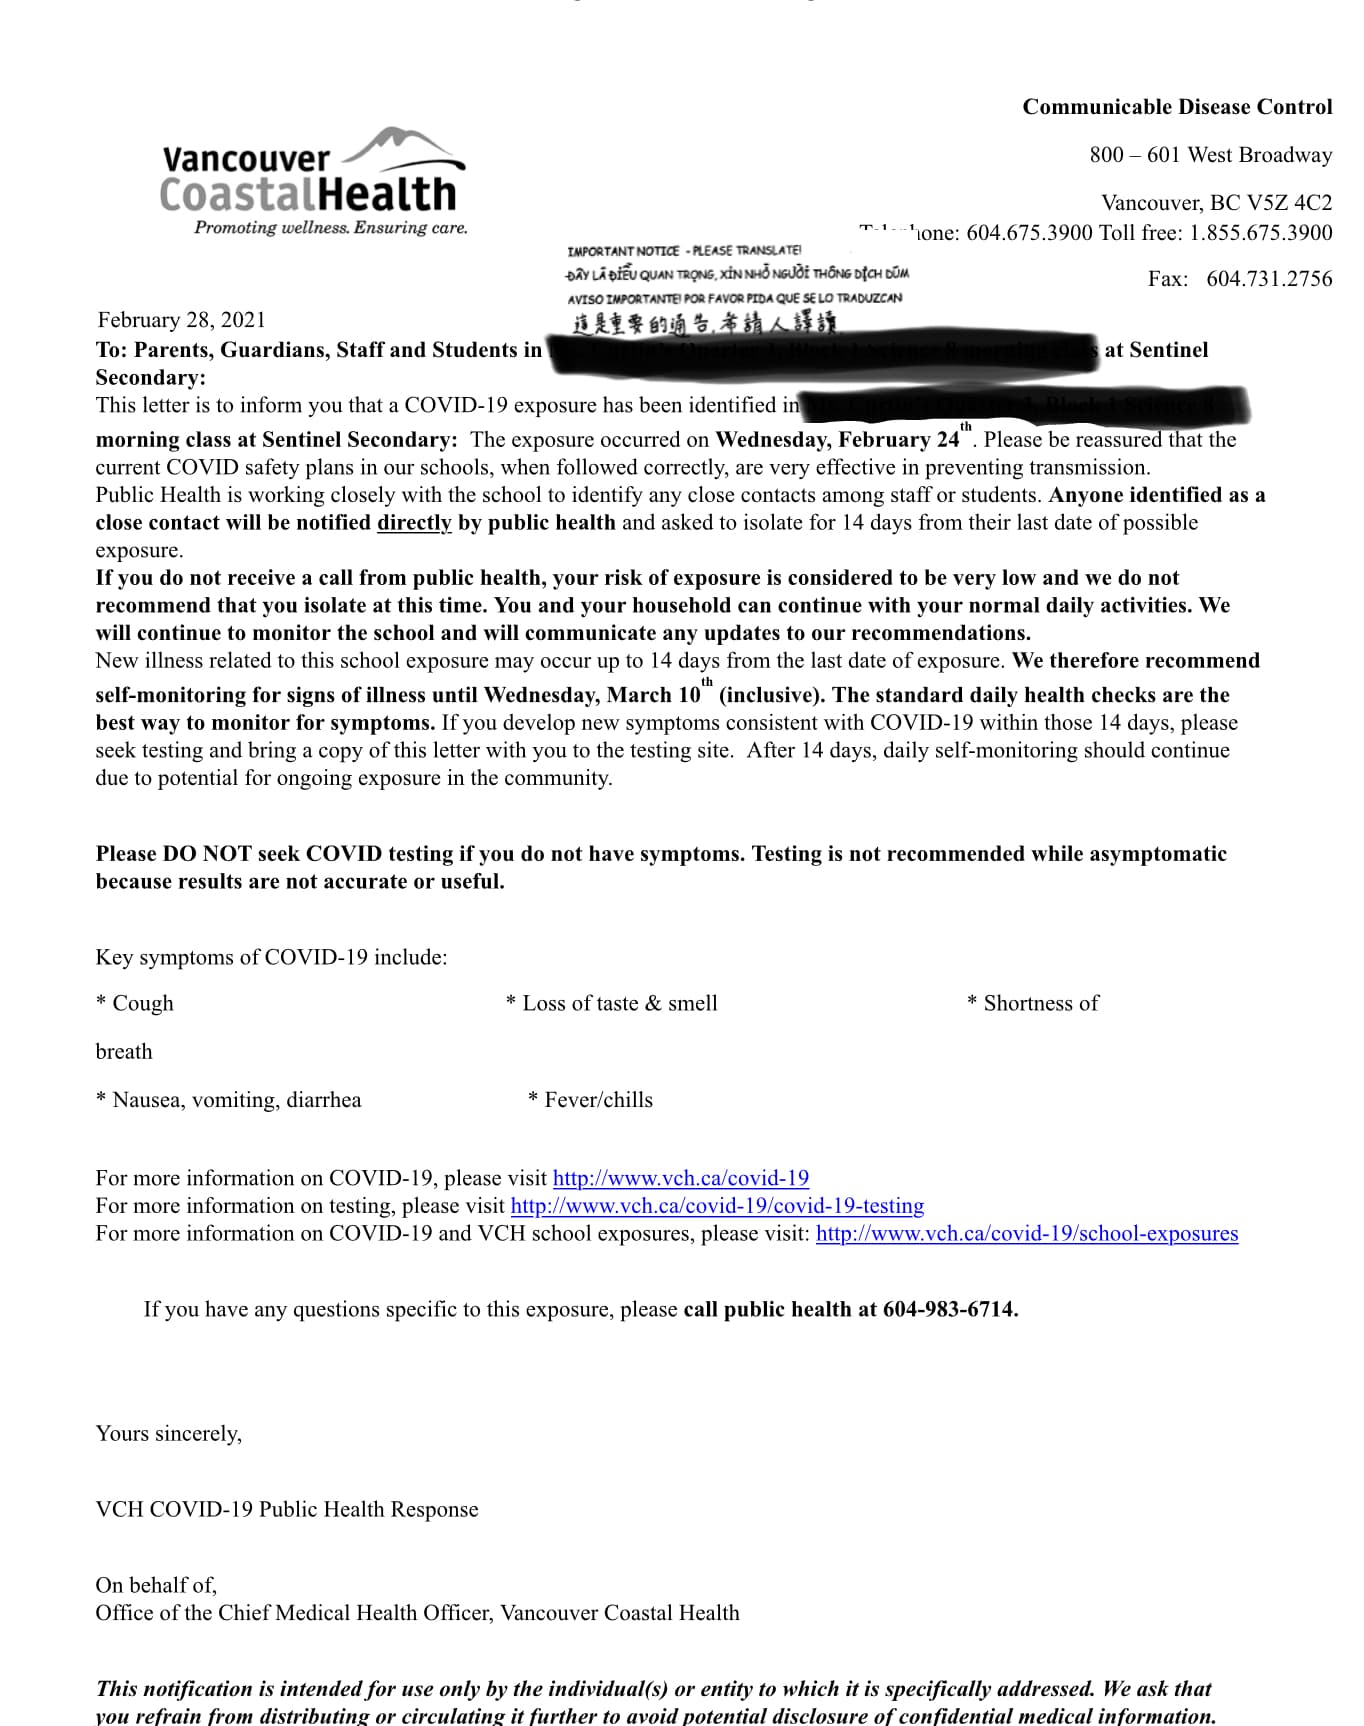 Communicable Disease Control
800 – 601 West Broadway
Vancouver, BC V5Z 4C2
Vancouver
CoastalHealth
Promoting wellness. Ensuring care.
hone: 604.675.3900 Toll free: 1.855.675.3900
Fax: 604.731.2756
IMPORTANT NOTICE - PLEASE TRANSLATE!
ĐÂY LÀ ĐIỀU QUAN TRỌNG, XIN NHỜ NGƯỜI THÔNG DỊCH DÙM
AVISO IMPORTANTE! POR FAVOR PIDA QUE SE LO TRADUZCAN
這是重要的通告,希請人譯讀
February 28, 2021
To: Parents, Guardians, Staff and Students in at Sentinel
Secondary:
This letter is to inform you that a COVID-19 exposure has been identified in
morning class at Sentinel Secondary: The exposure occurred on Wednesday, February 24th. Please be reassured that the
current COVID safety plans in our schools, when followed correctly, are very effective in preventing transmission.
Public Health is working closely with the school to identify any close contacts among staff or students. Anyone identified as a
close contact will be notified directly by public health and asked to isolate for 14 days from their last date of possible
exposure.
If you do not receive a call from public health, your risk of exposure is considered to be very low and we do not
recommend that you isolate at this time. You and your household can continue with your normal daily activities. We
will continue to monitor the school and will communicate any updates to our recommendations.
New illness related to this school exposure may occur up to 14 days from the last date of exposure. We therefore recommend
self-monitoring for signs of illness until Wednesday, March 10th (inclusive). The standard daily health checks are the
best way to monitor for symptoms. If you develop new symptoms consistent with COVID-19 within those 14 days, please
seek testing and bring a copy of this letter with you to the testing site. After 14 days, daily self-monitoring should continue
due to potential for ongoing exposure in the community.
Please DO NOT seek COVID testing if you do not have symptoms. Testing is not recommended while asymptomatic
because results are not accurate or useful.
Key symptoms of COVID-19 include:
* Cough * Loss of taste & smell * Shortness of
breath
* Nausea, vomiting, diarrhea * Fever/chills
For more information on COVID-19, please visit http://www.vch.ca/covid-19
For more information on testing, please visit http://www.vch.ca/covid-19/covid-19-testing
For more information on COVID-19 and VCH school exposures, please visit: http://www.vch.ca/covid-19/school-exposures
If you have any questions specific to this exposure, please call public health at 604-983-6714.
Yours sincerely,
VCH COVID-19 Public Health Response
On behalf of,
Office of the Chief Medical Health Officer, Vancouver Coastal Health
This notification is intended for use only by the individual(s) or entity to which it is specifically addressed. We ask that
you refrain from distributing or circulating it further to avoid potential disclosure of confidential medical information.